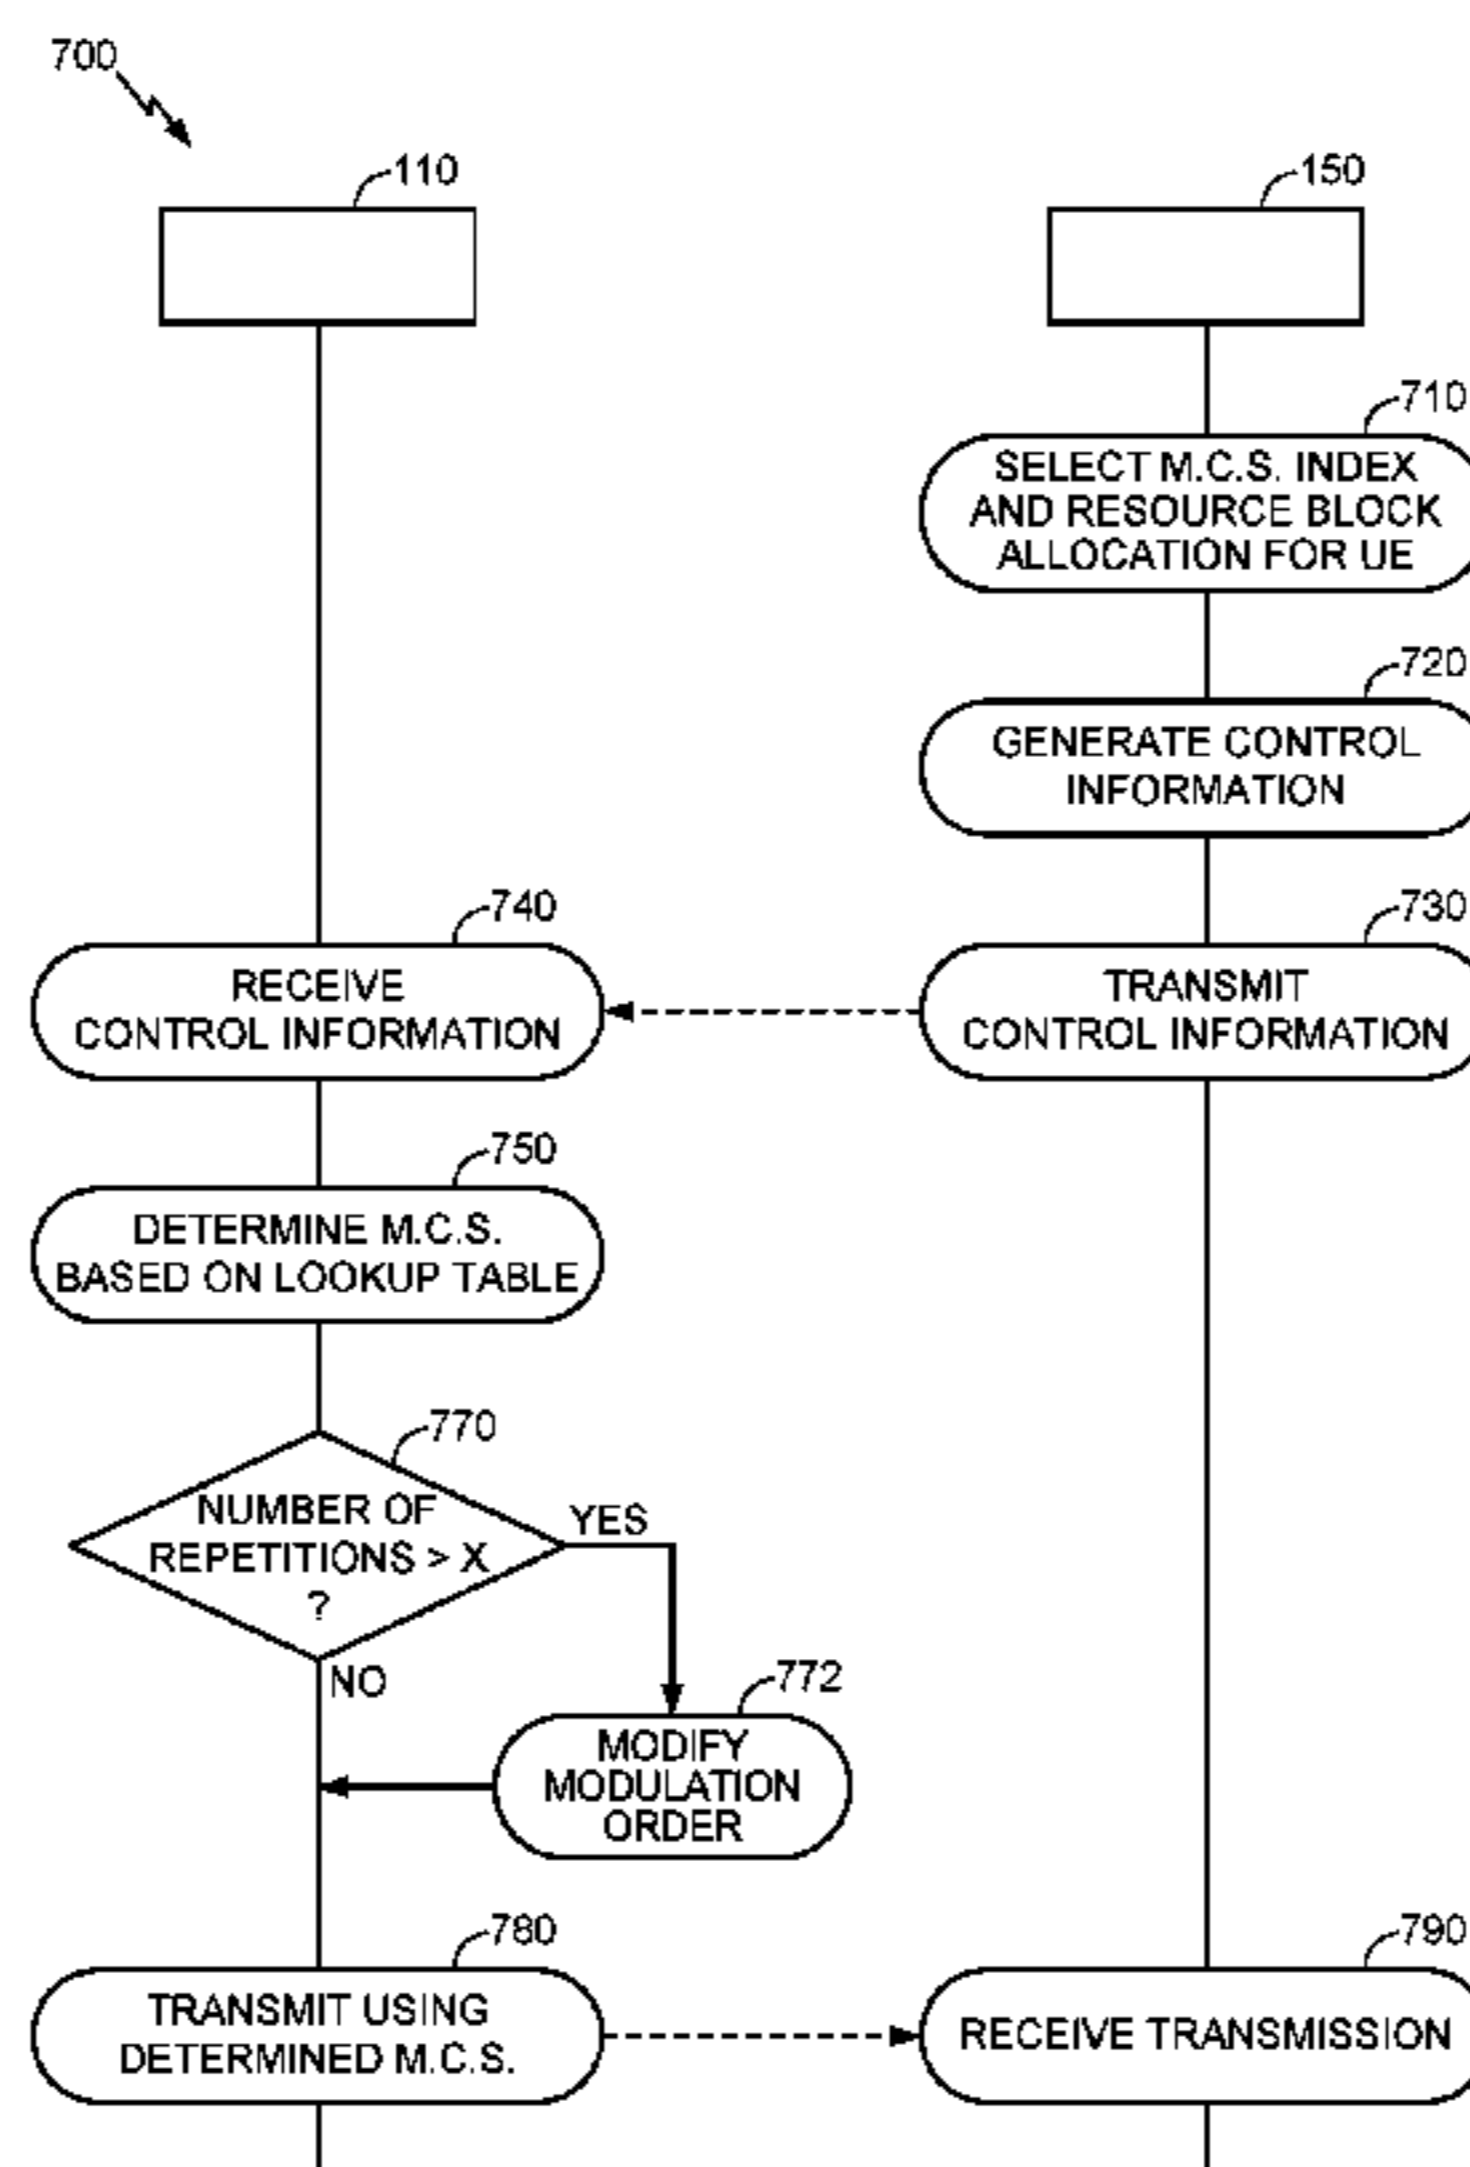 700
110
150
710
SELECT M.C.S. INDEX
AND RESOURCE BLOCK
ALLOCATION FOR UE
720
GENERATE CONTROL
INFORMATION
740
RECEIVE
CONTROL INFORMATION
730
TRANSMIT
CONTROL INFORMATION
750
DETERMINE M.C.S.
BASED ON LOOKUP TABLE
770
NUMBER OF
REPETITIONS > X
?
YES
NO
772
MODIFY
MODULATION
ORDER
780
TRANSMIT USING
DETERMINED M.C.S.
790
RECEIVE TRANSMISSION